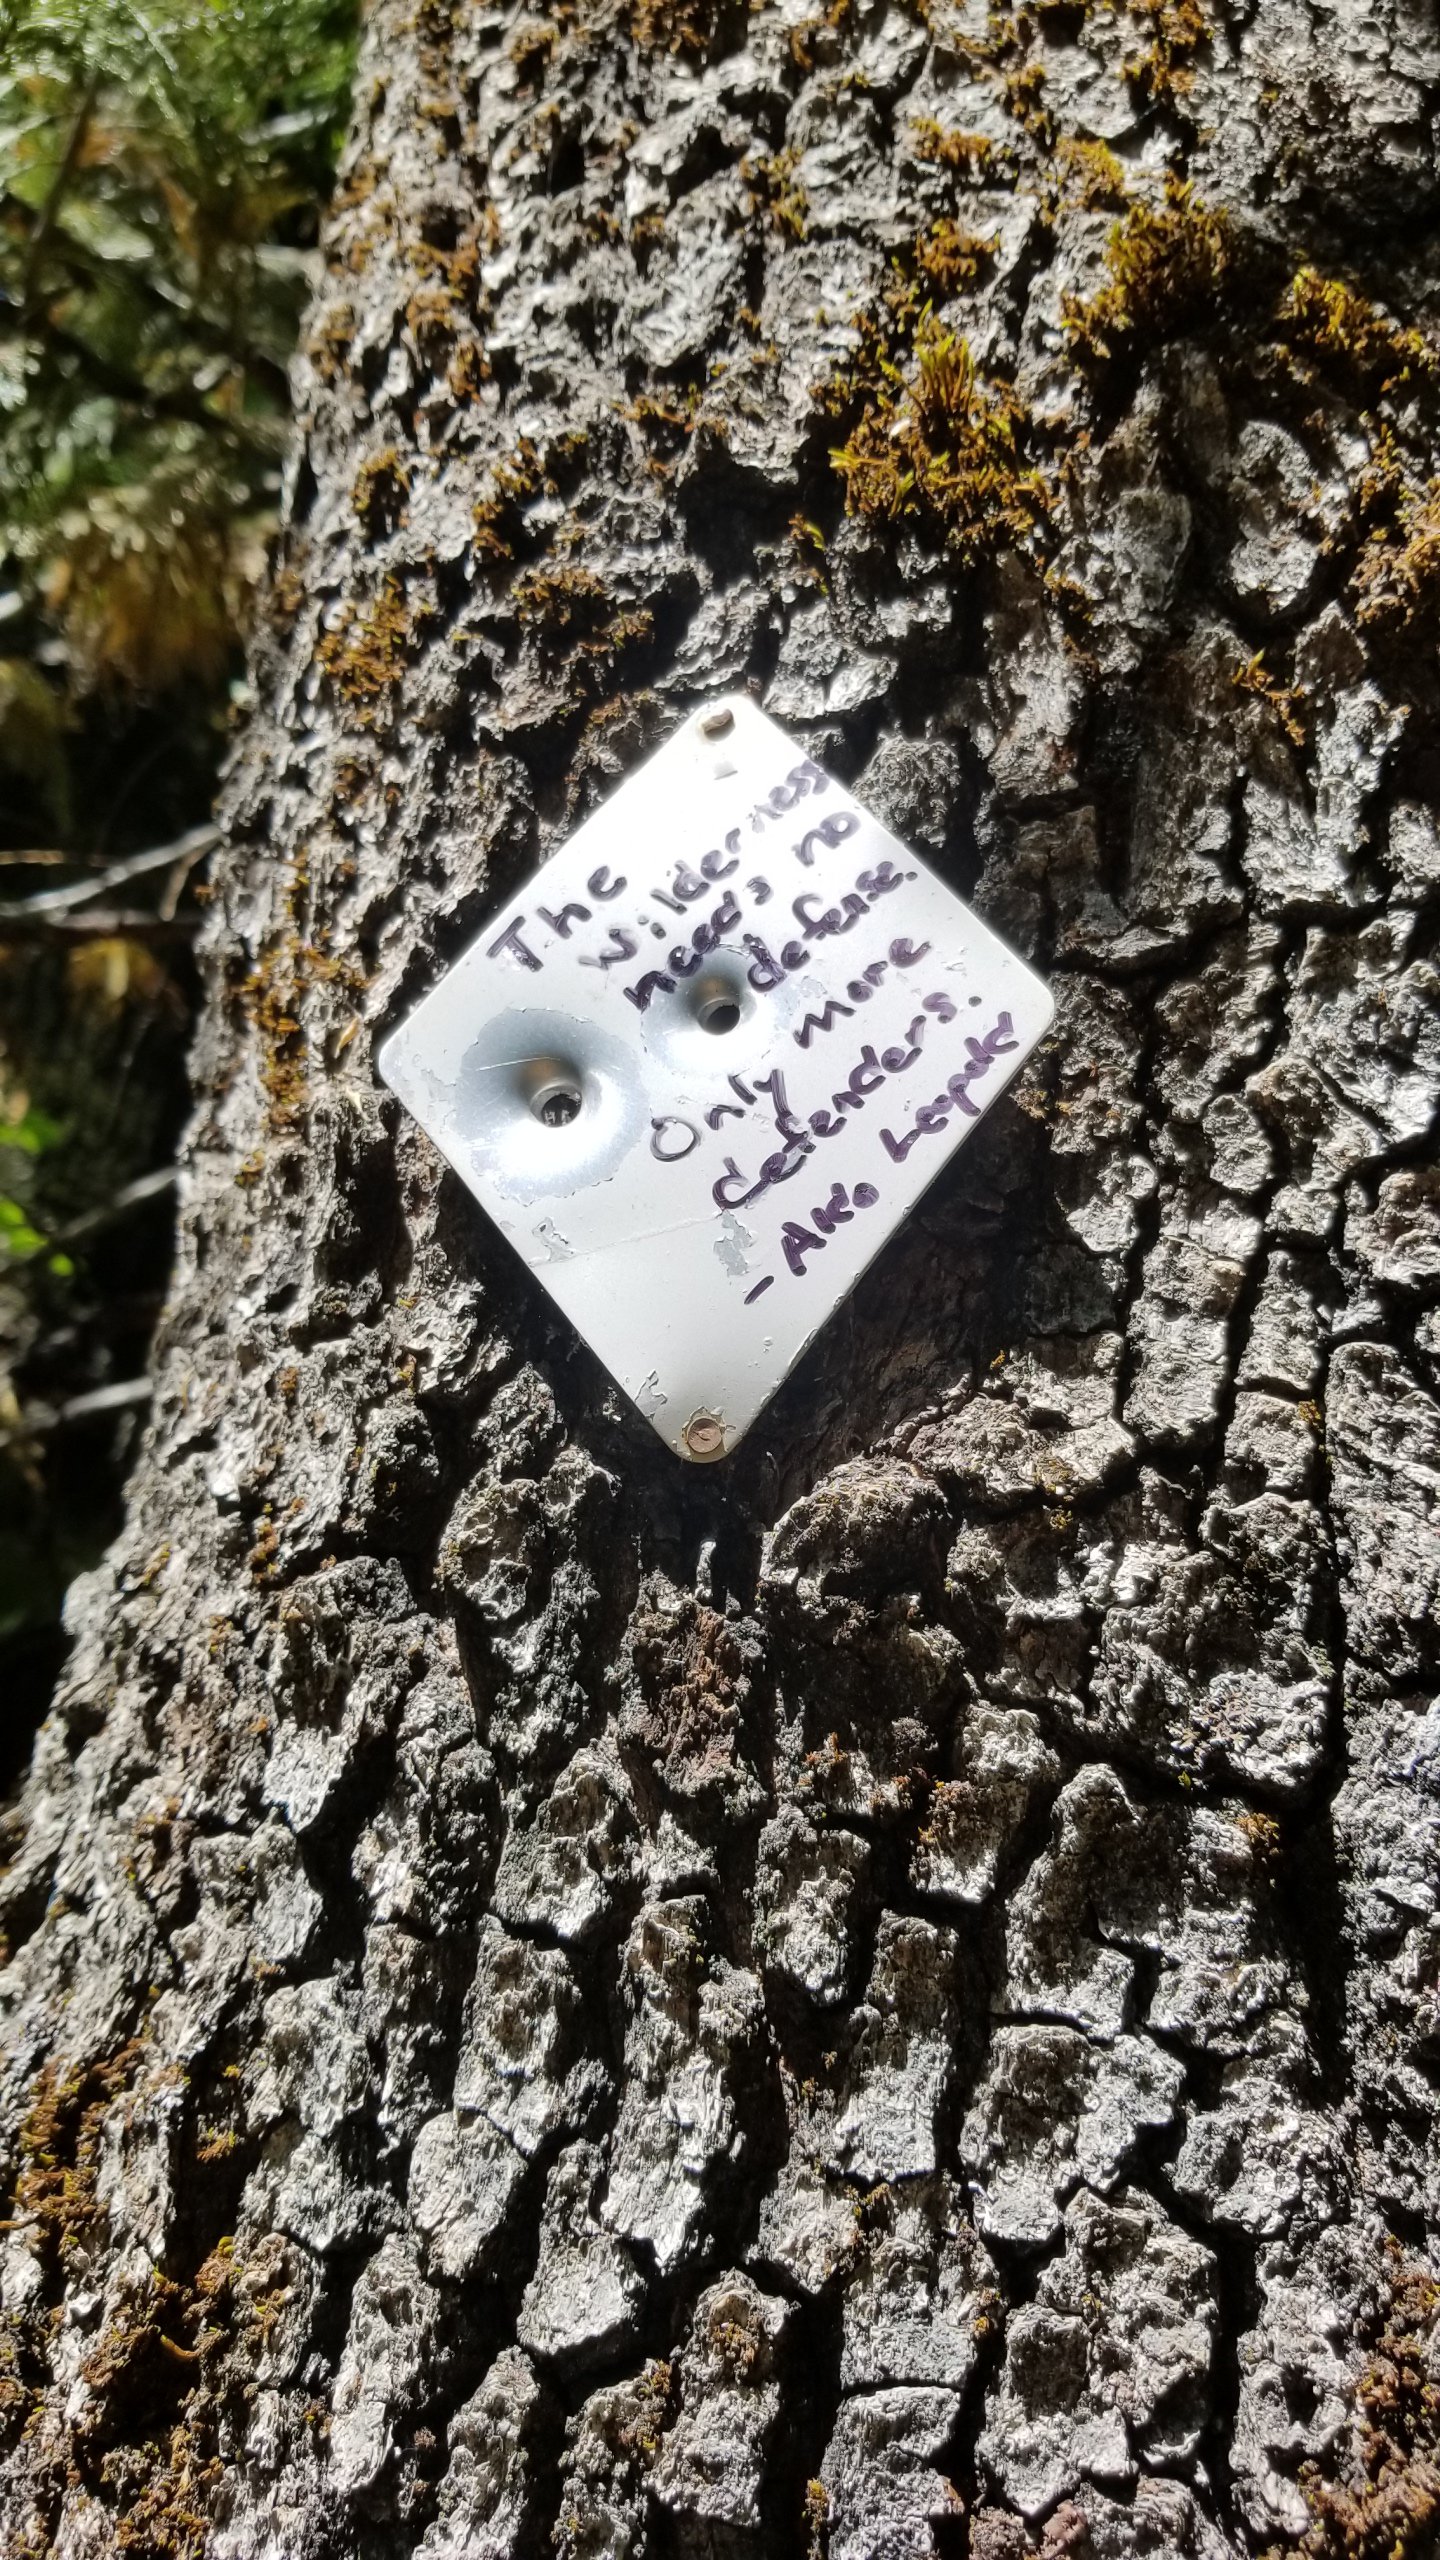 The
Wilderness
needs no
defense.
Only More
defenders.
- Aldo Leopold